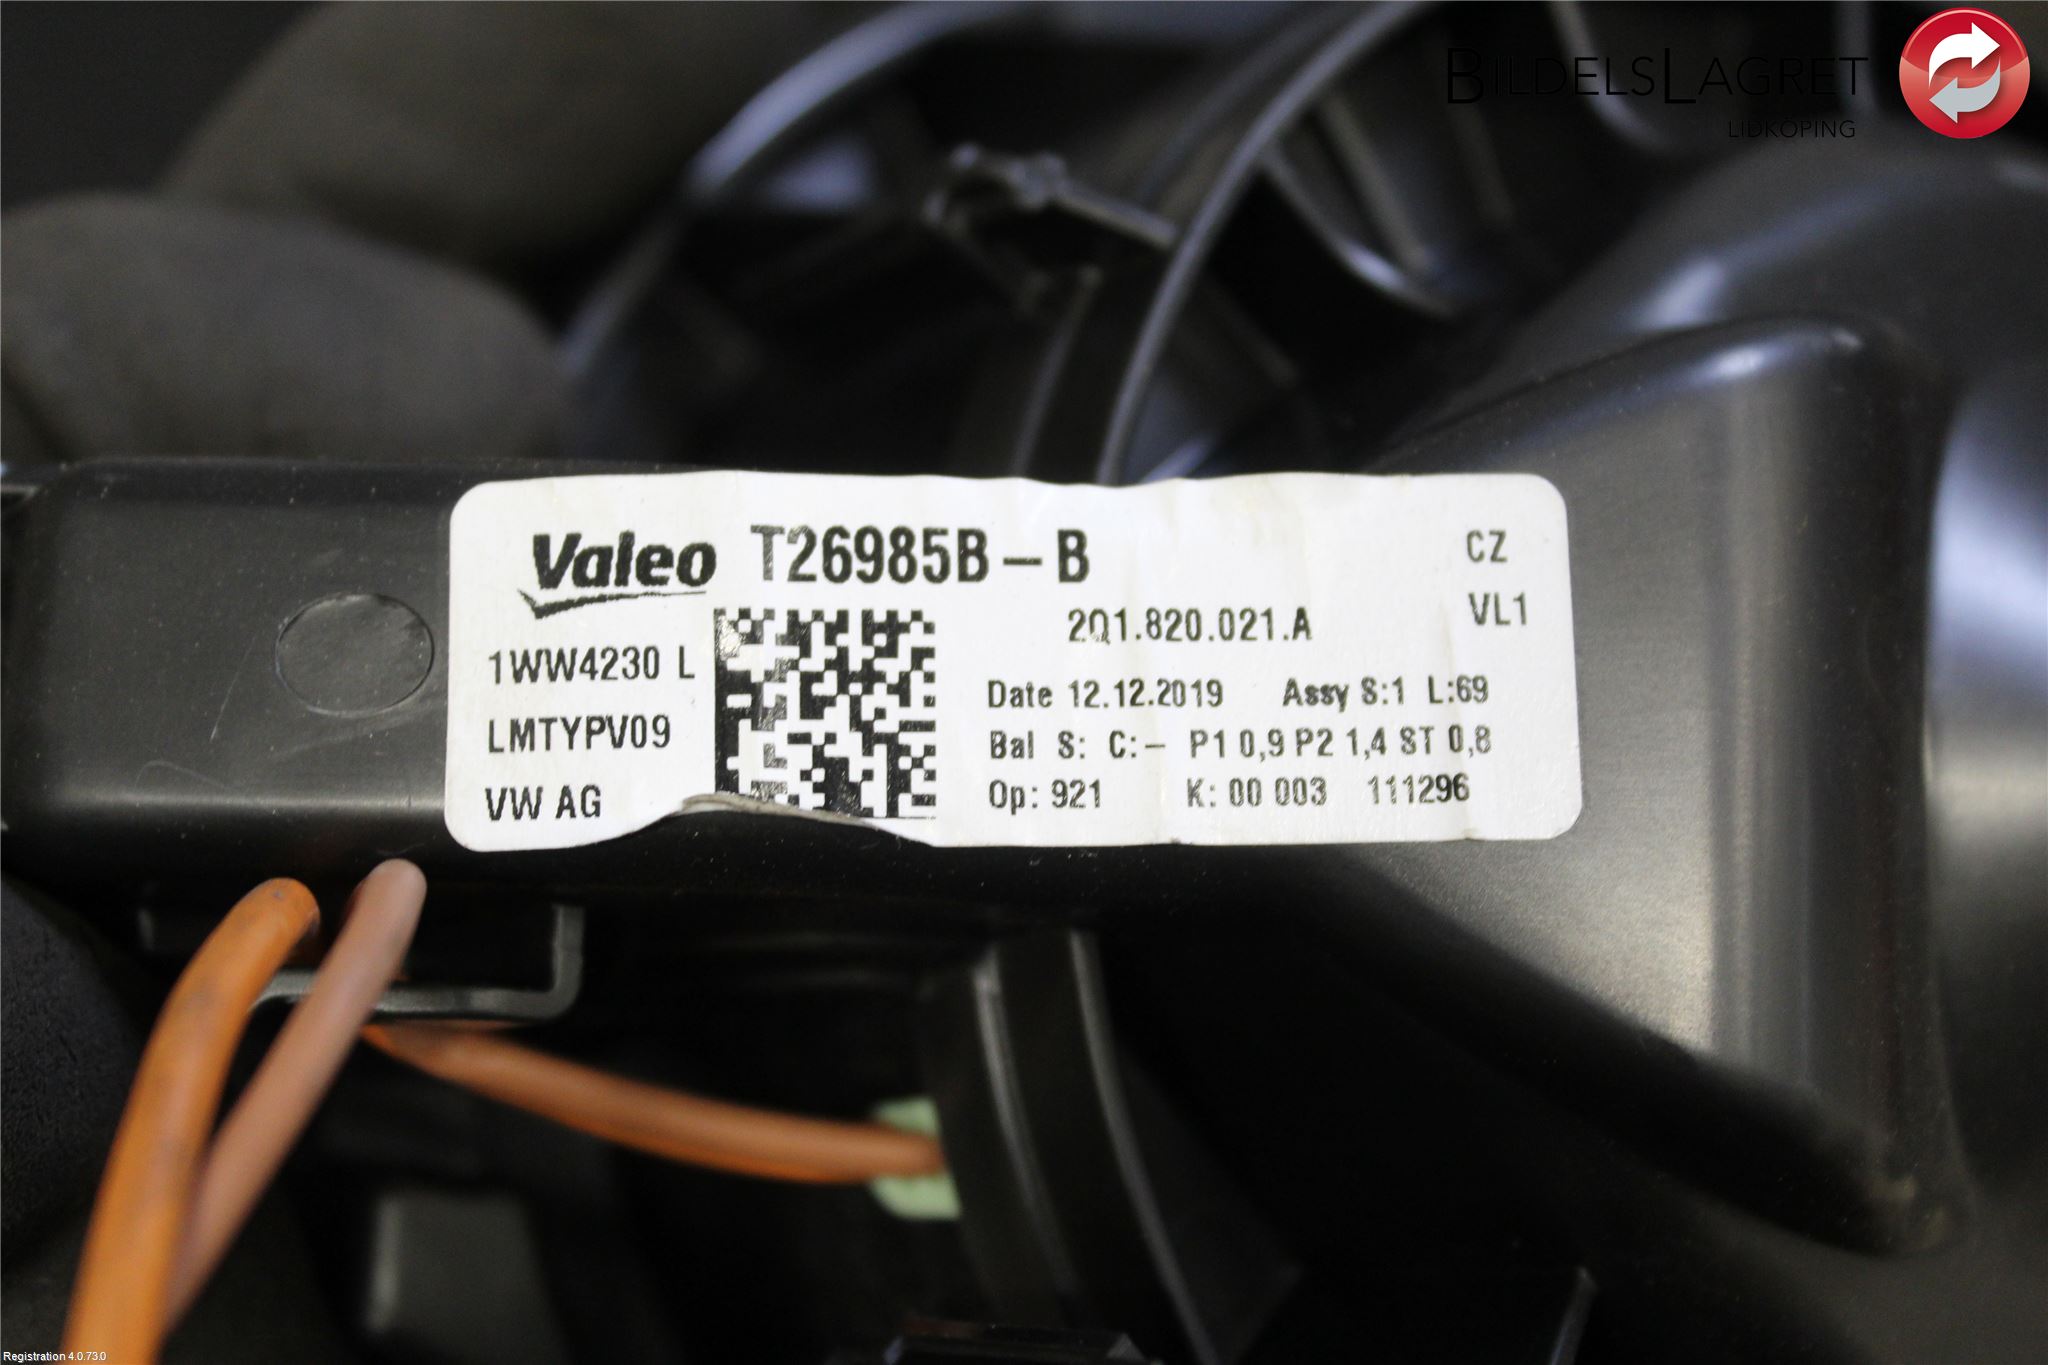 BILDELSLAGRET
LIDKÖPING
Valeo T26985B-B
CZ
2Q1.820.021.A
VL1
1WW4230 L
LMTYPV09
VW AG
Date 12.12.2019 Assy S:1 L:69
Bal S: C:- P1 0,9 P2 1,4 ST 0,8
Op: 921 K: 00 003 111296
Registration 4.0.73.0